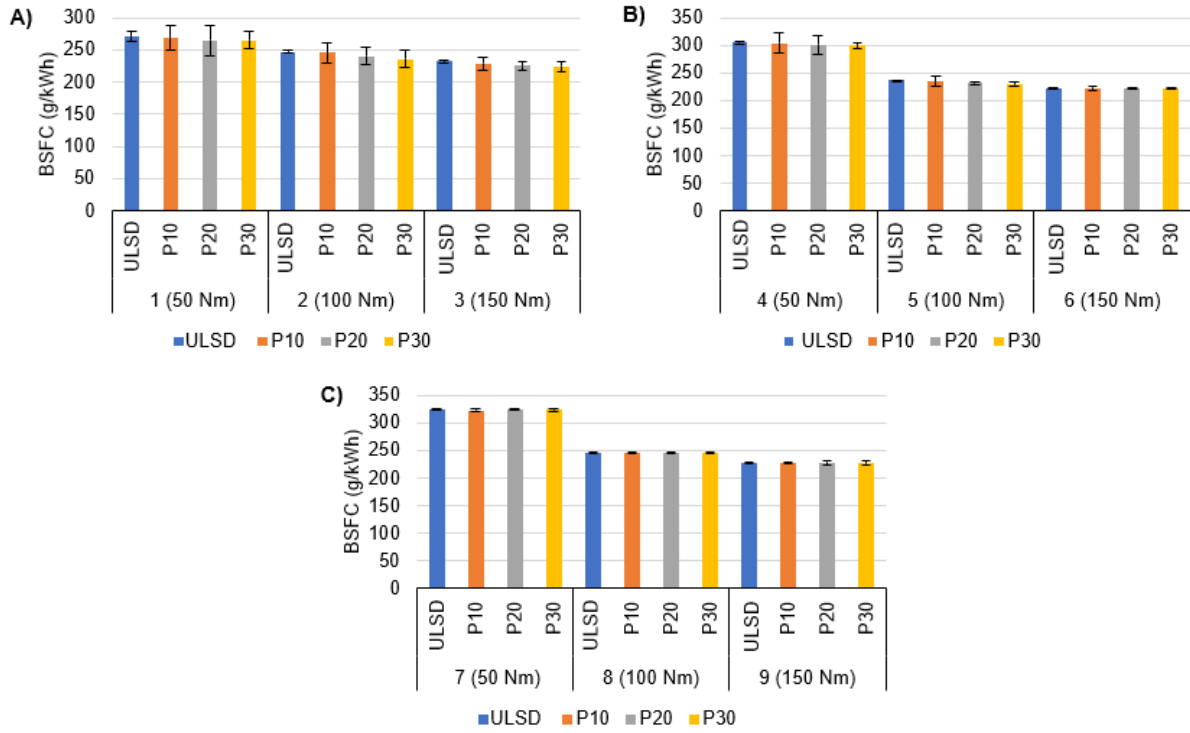 A)
BSFC (g/kWh)
300
250
200
150
100
50
0
ULSD P10 P20 P30 ULSD P10 P20 P30 ULSD P10 P20 P30
1 (50 Nm) 2 (100 Nm) 3 (150 Nm)
ULSD P10 P20 P30
B)
BSFC (g/kWh)
350
300
250
200
150
100
50
0
ULSD P10 P20 P30 ULSD P10 P20 P30 ULSD P10 P20 P30
4 (50 Nm) 5 (100 Nm) 6 (150 Nm)
ULSD P10 P20 P30
C)
BSFC (g/kWh)
350
300
250
200
150
100
50
0
ULSD P10 P20 P30 ULSD P10 P20 P30 ULSD P10 P20 P30
7 (50 Nm) 8 (100 Nm) 9 (150 Nm)
ULSD P10 P20 P30